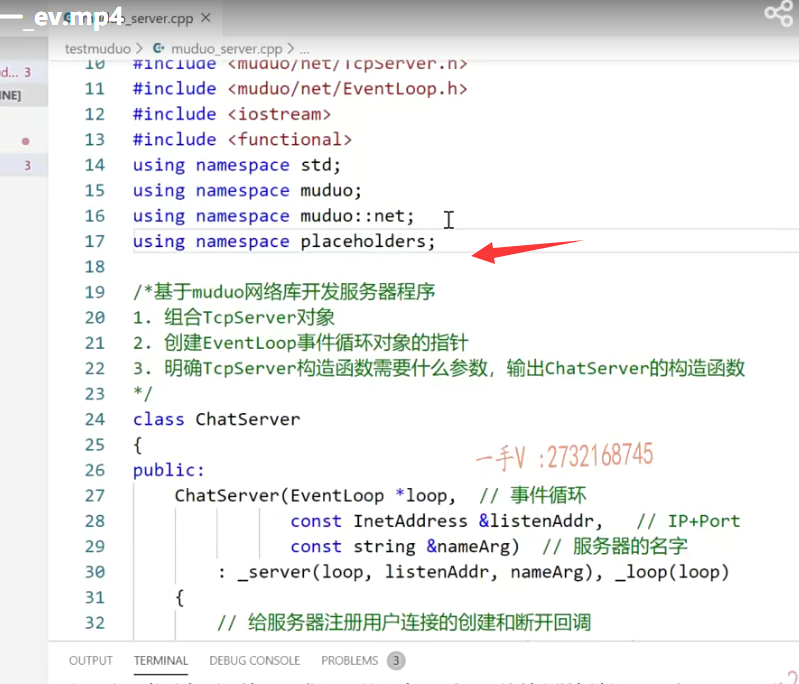 _ev.mp4
_server.cpp ×
testmuduo > muduo_server.cpp > ...
10 #include <muduo/net/TcpServer.h>
d... 3
11 #include <muduo/net/EventLoop.h>
NE]
12 #include <iostream>
13 #include <functional>
14 using namespace std;
3
15 using namespace muduo;
16 using namespace muduo::net;
17 using namespace placeholders;
18
19 /*基于muduo网络库开发服务器程序
20 1. 组合TcpServer对象
21 2. 创建EventLoop事件循环对象的指针
22 3. 明确TcpServer构造函数需要什么参数，输出ChatServer的构造函数
23 */
24 class ChatServer
25 {
一手V :2732168745
26 public:
27 ChatServer(EventLoop *loop, // 事件循环
28 const InetAddress &listenAddr, // IP+Port
29 const string &nameArg) // 服务器的名字
30 : _server(loop, listenAddr, nameArg), _loop(loop)
31 {
32 // 给服务器注册用户连接的创建和断开回调
OUTPUT TERMINAL DEBUG CONSOLE PROBLEMS 3